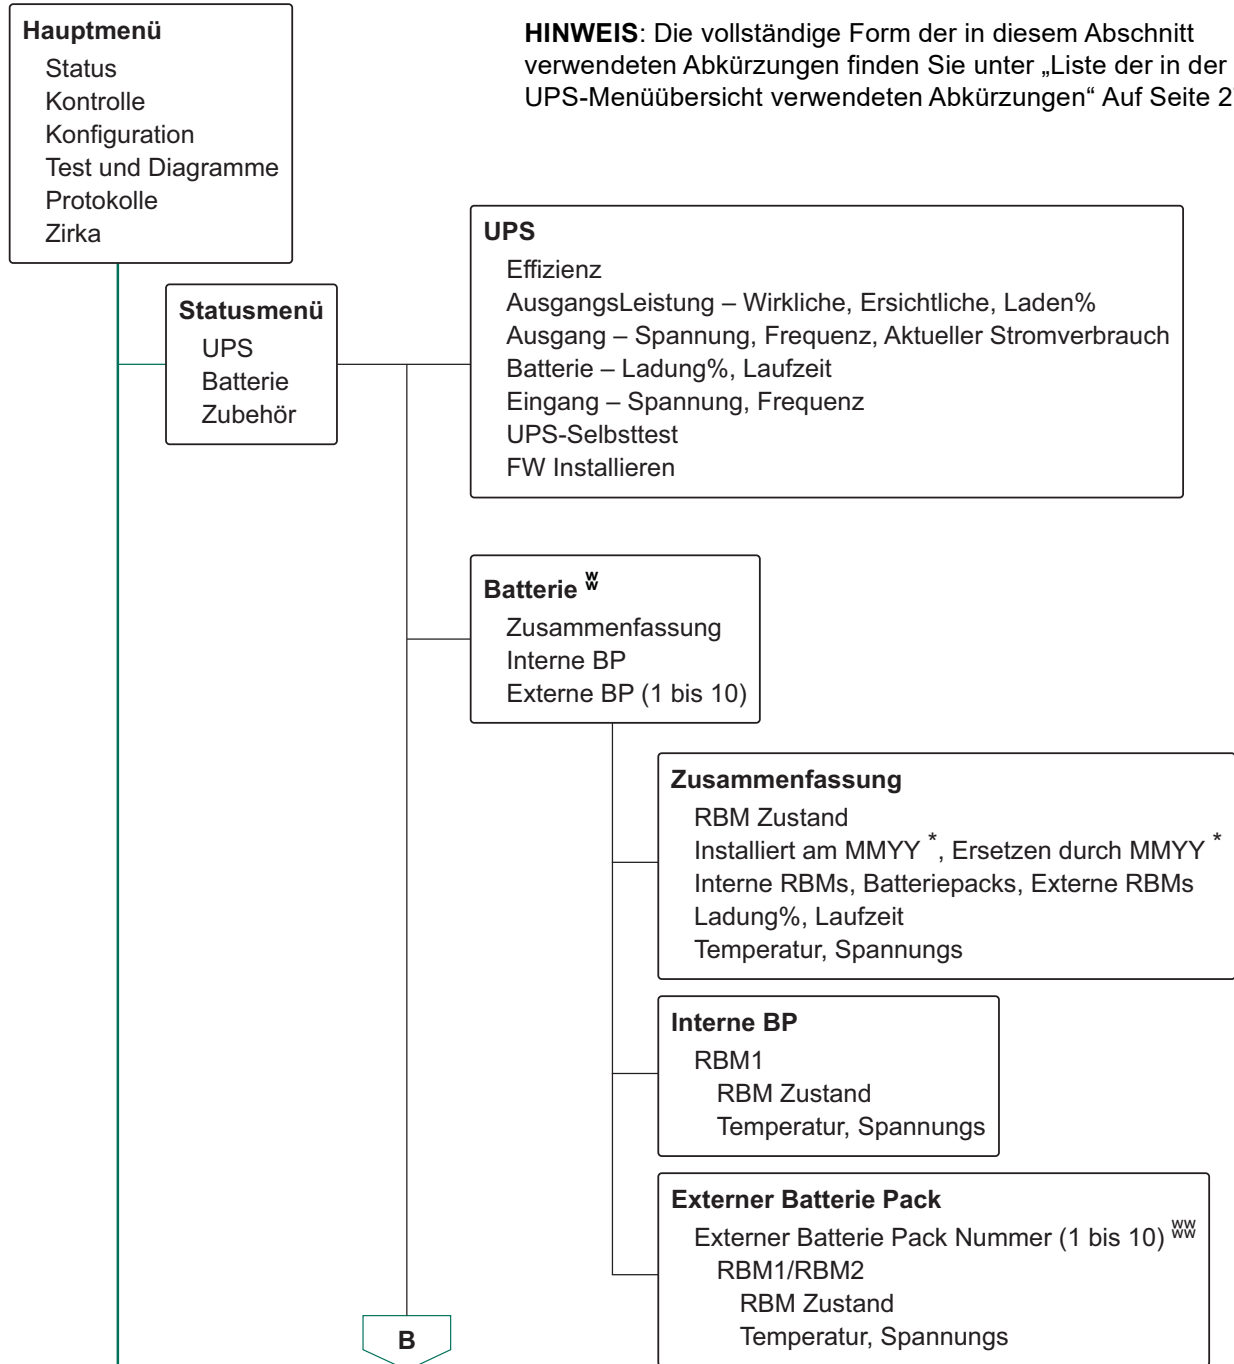 Hauptmenü
Status
Kontrolle
Konfiguration
Test und Diagramme
Protokolle
Zirka
HINWEIS: Die vollständige Form der in diesem Abschnitt
verwendeten Abkürzungen finden Sie unter „Liste der in der
UPS-Menüübersicht verwendeten Abkürzungen“ Auf Seite 2
Statusmenü
UPS
Batterie
Zubehör
UPS
Effizienz
AusgangsLeistung – Wirkliche, Ersichtliche, Laden%
Ausgang – Spannung, Frequenz, Aktueller Stromverbrauch
Batterie – Ladung%, Laufzeit
Eingang – Spannung, Frequenz
UPS-Selbsttest
FW Installieren
Batterie w w
Zusammenfassung
Interne BP
Externe BP (1 bis 10)
Zusammenfassung
RBM Zustand
Installiert am MMYY *, Ersetzen durch MMYY *
Interne RBMs, Batteriepacks, Externe RBMs
Ladung%, Laufzeit
Temperatur, Spannungs
Interne BP
RBM1
RBM Zustand
Temperatur, Spannungs
Externer Batterie Pack
Externer Batterie Pack Nummer (1 bis 10) ww ww
RBM1/RBM2
RBM Zustand
Temperatur, Spannungs
B